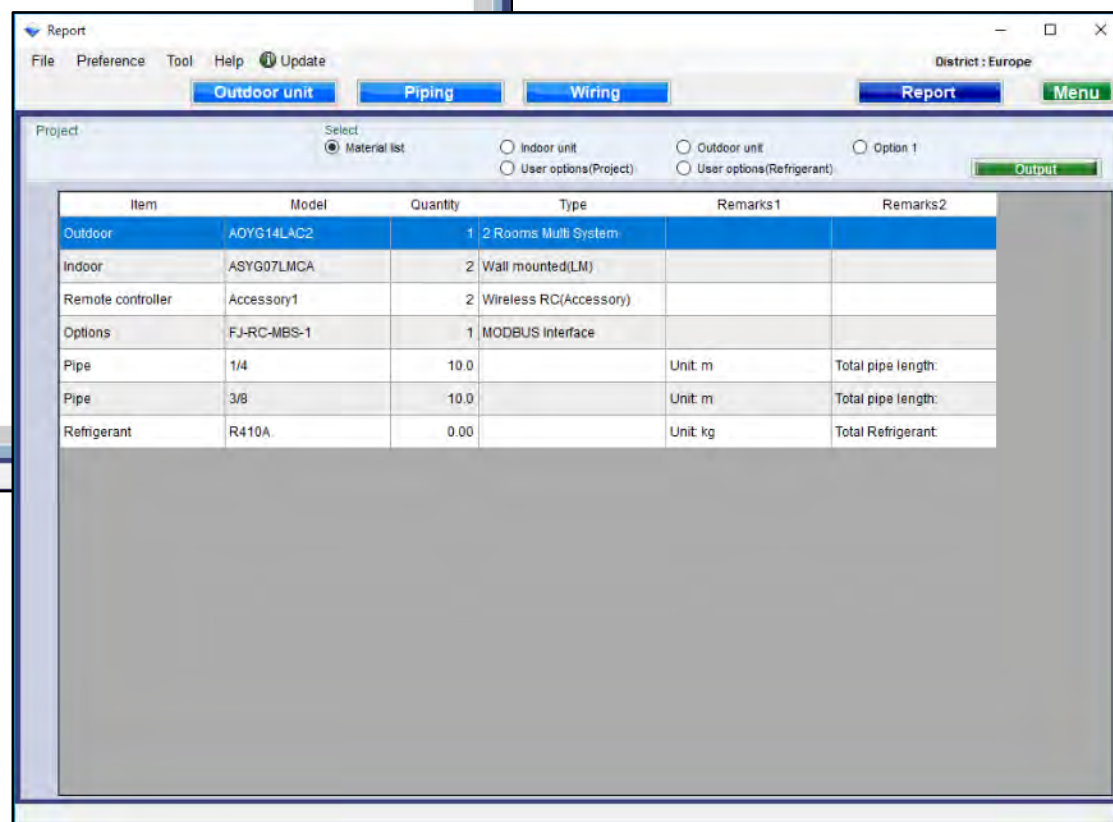 Report
File Preference Tool Help Update District : Europe
Outdoor unit Piping Wiring Report Menu
Project Select
Material list Indoor unit Outdoor unit Option 1
User options(Project) User options(Refrigerant) Output
Item Model Quantity Type Remarks1 Remarks2
Outdoor AOYG14LAC2 1 2 Rooms Multi System
Indoor ASYG07LMCA 2 Wall mounted(LM)
Remote controller Accessory1 2 Wireless RC(Accessory)
Options FJ-RC-MBS-1 1 MODBUS Interface
Pipe 1/4 10.0 Unit: m Total pipe length:
Pipe 3/8 10.0 Unit: m Total pipe length:
Refrigerant R410A 0.00 Unit: kg Total Refrigerant: